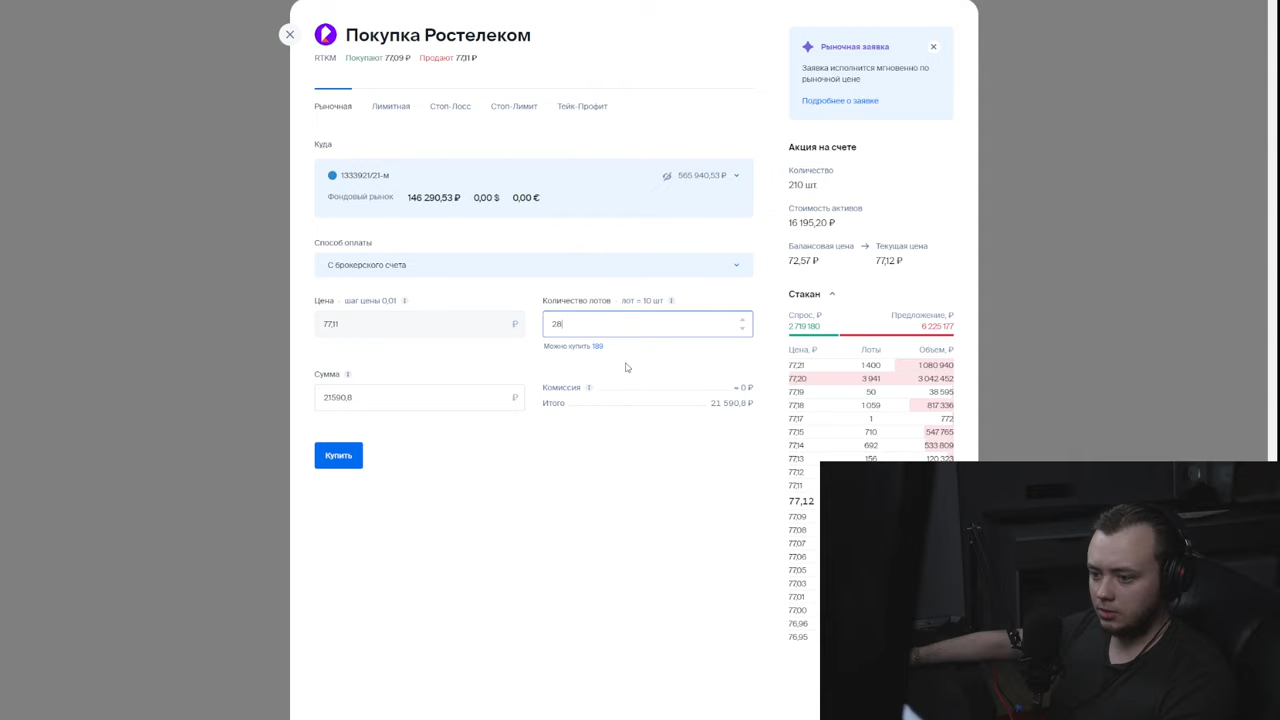 Покупка Ростелеком
RTKM Покупают 77,09 ₽ Продают 77,11 ₽
Рыночная Лимитная Стоп-Лосс Стоп-Лимит Тейк-Профит
Куда
1333921/21-м 565 940,53 ₽
Фондовый рынок 146 290,53 ₽ 0,00 $ 0,00 €
Способ оплаты
С брокерского счета
Цена · шаг цены 0,01
Количество лотов · лот = 10 шт
77,11 ₽
28
Можно купить 189
Сумма
21590,8 ₽
Комиссия ≈ 0 ₽
Итого 21 590,8 ₽
Купить
Рыночная заявка
Заявка исполнится мгновенно по
рыночной цене
Подробнее о заявке
Акция на счете
Количество
210 шт.
Стоимость активов
16 195,20 ₽
Балансовая цена → Текущая цена
72,57 ₽ 77,12 ₽
Стакан
Спрос, ₽ Предложение, ₽
2 719 180 6 225 177
Цена, ₽ Лоты Объем, ₽
77,21 1 400 1 080 940
77,20 3 941 3 042 452
77,19 50 38 595
77,18 1 059 817 336
77,17 1 772
77,15 710 547 765
77,14 692 533 809
77,13 156 120 323
77,12
77,11
77,12
77,09
77,08
77,07
77,06
77,05
77,03
77,01
77,00
76,96
76,95